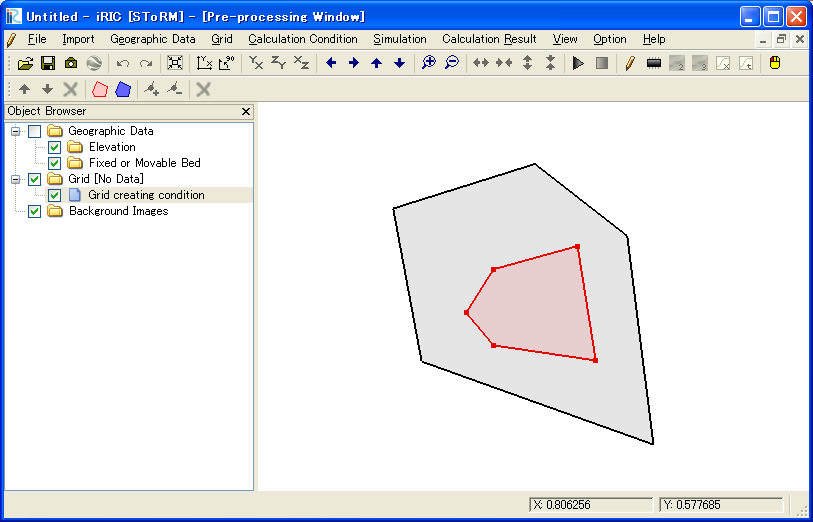 Untitled - iRIC [SToRM] - [Pre-processing Window]
File Import Geographic Data Grid Calculation Condition Simulation Calculation Result View Option Help
Object Browser
Geographic Data
Elevation
Fixed or Movable Bed
Grid [No Data]
Grid creating condition
Background Images
X: 0.806256 Y: 0.577685